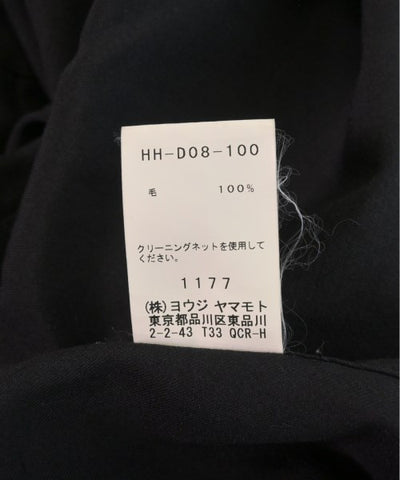 HH-D08-100
毛 100%
クリーニングネットを使用して
ください。
1177
(株)ヨウジ ヤマモト
東京都品川区東品川
2-2-43 T33 QCR-H